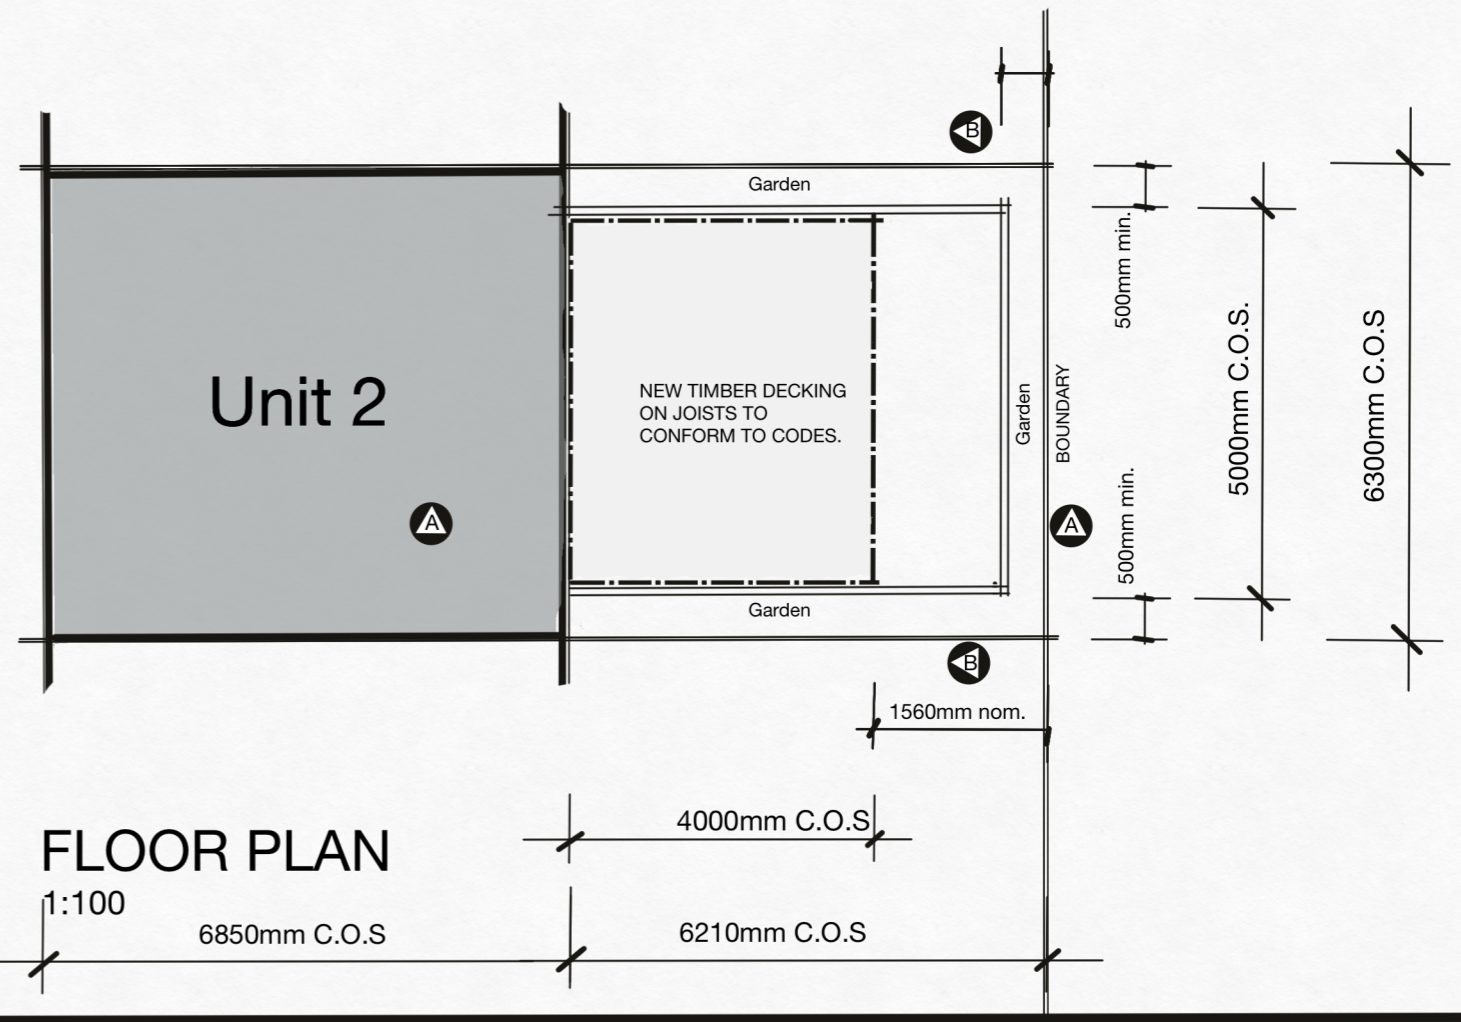 B
Garden
500mm min.
5000mm C.O.S.
6300mm C.O.S
Unit 2
NEW TIMBER DECKING
ON JOISTS TO
CONFORM TO CODES.
Garden
BOUNDARY
A
A
500mm min.
Garden
B
1560mm nom.
4000mm C.O.S
FLOOR PLAN
1:100
6850mm C.O.S
6210mm C.O.S